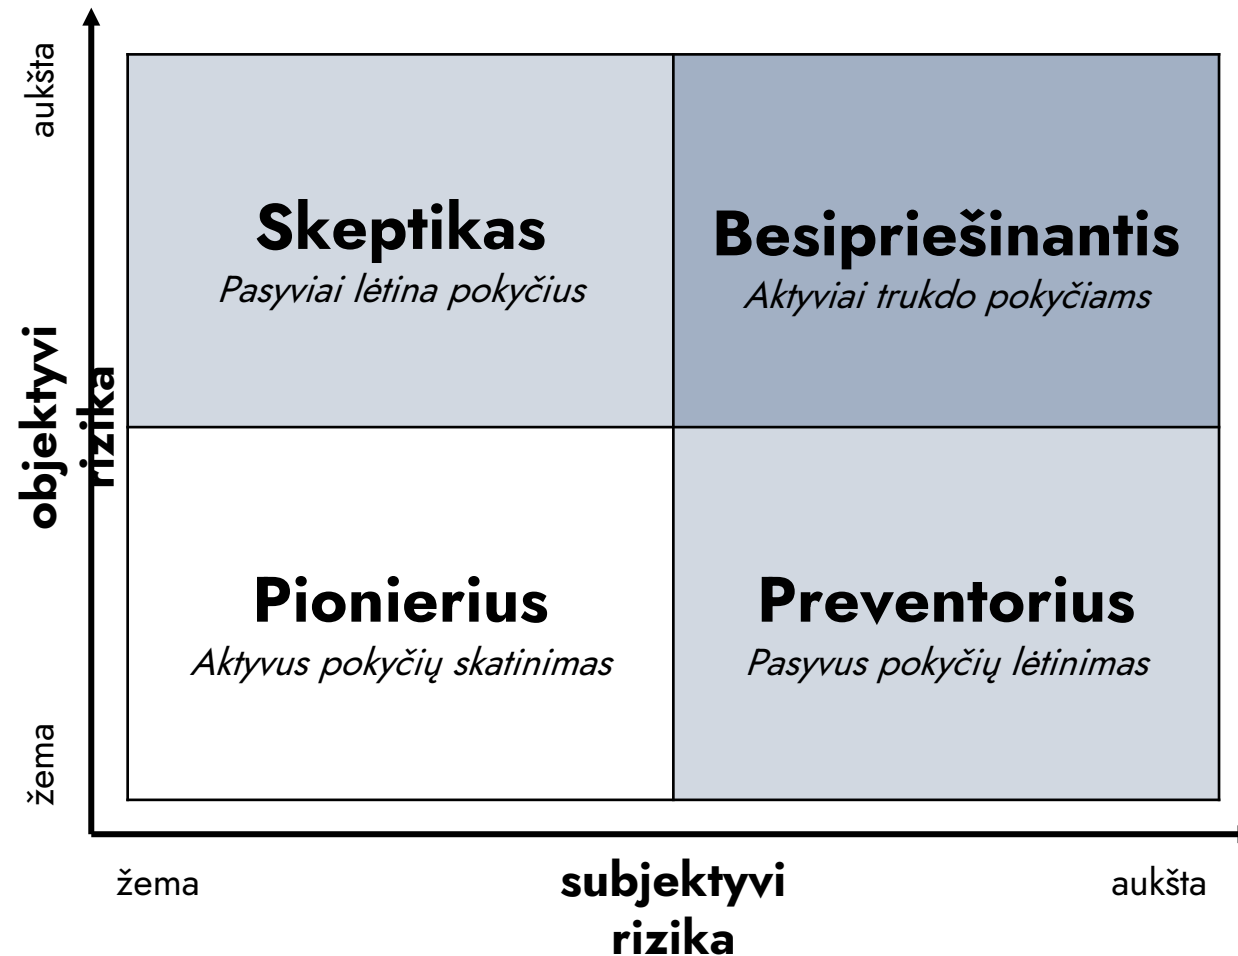 aukšta
Skeptikas
Pasyviai lėtina pokyčius
Besipriešinantis
Aktyviai trukdo pokyčiams
objektyvi
rizika
Pionierius
Aktyvus pokyčių skatinimas
Preventorius
Pasyvus pokyčių lėtinimas
žema
žema
subjektyvi
rizika
aukšta